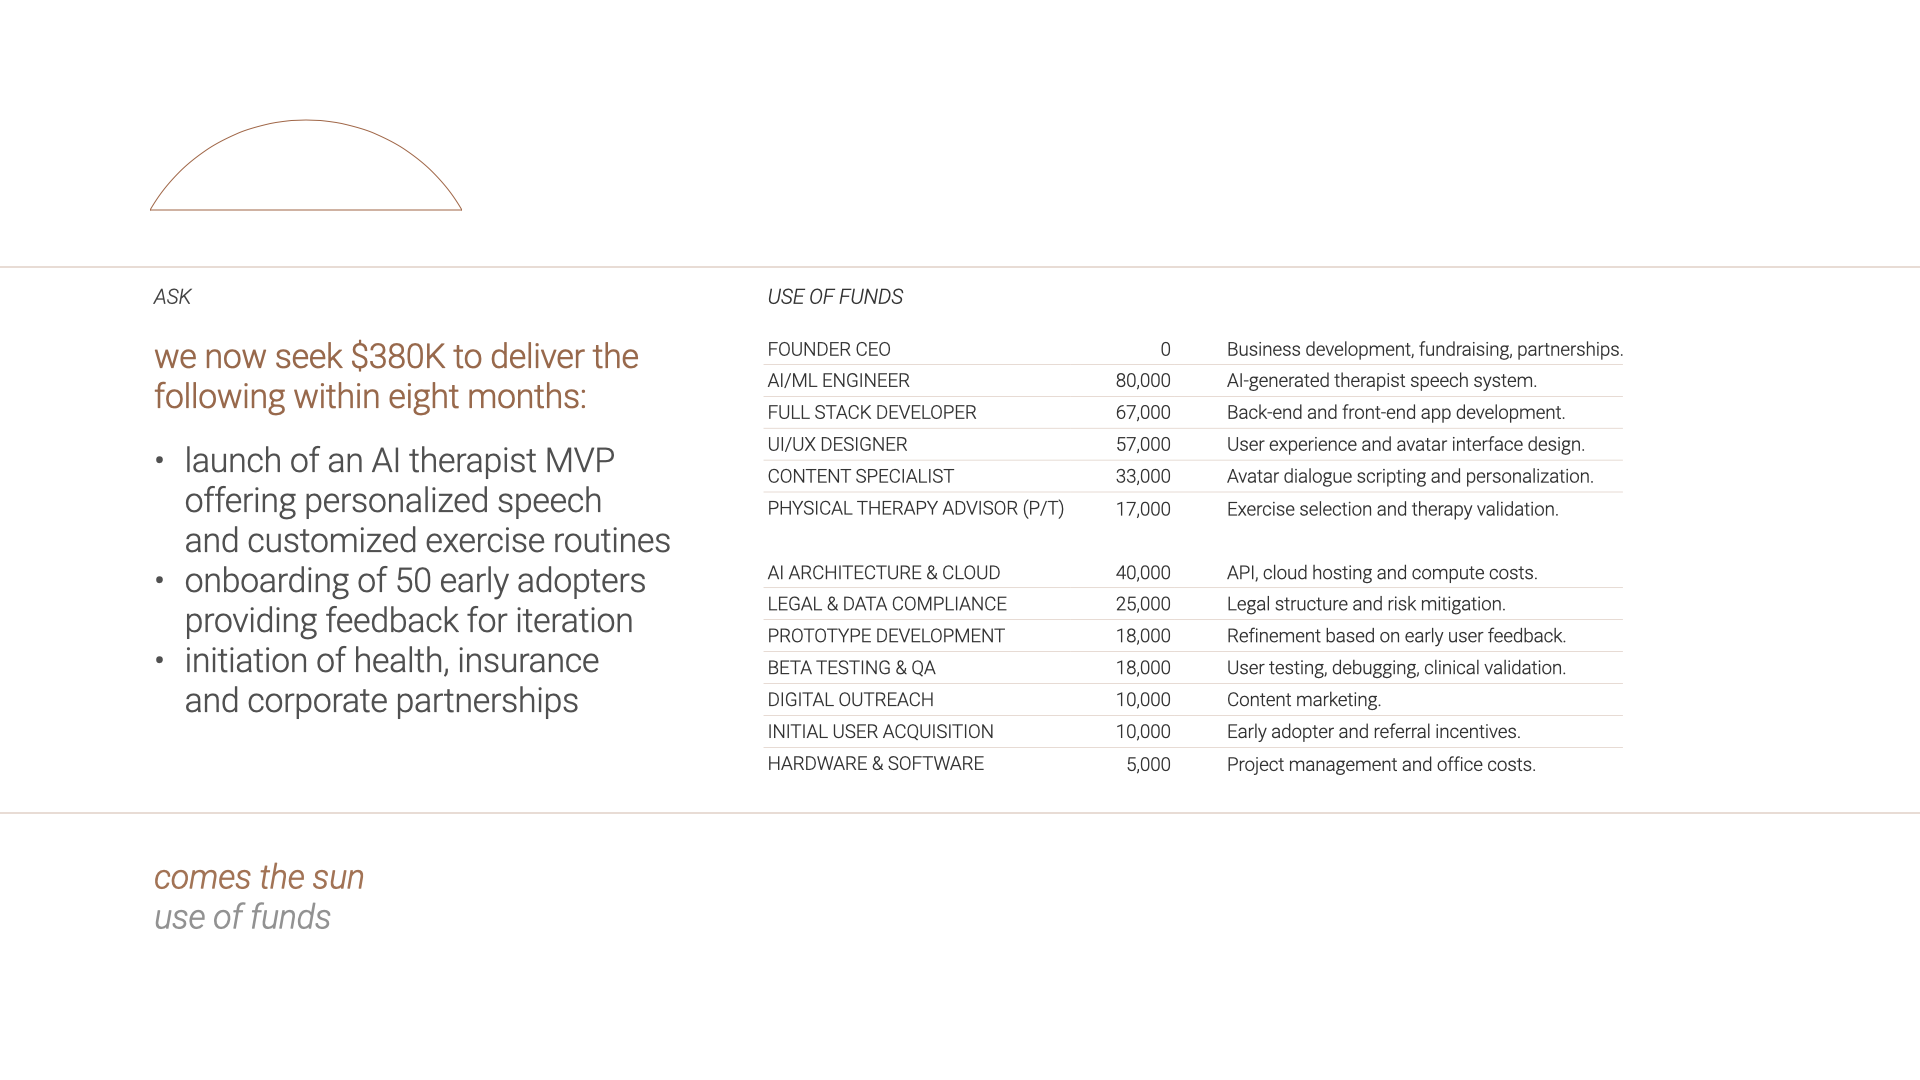 ASK
we now seek $380K to deliver the
following within eight months:
• launch of an AI therapist MVP
offering personalized speech
and customized exercise routines
• onboarding of 50 early adopters
providing feedback for iteration
• initiation of health, insurance
and corporate partnerships
USE OF FUNDS
FOUNDER CEO 0 Business development, fundraising, partnerships.
AI/ML ENGINEER 80,000 AI-generated therapist speech system.
FULL STACK DEVELOPER 67,000 Back-end and front-end app development.
UI/UX DESIGNER 57,000 User experience and avatar interface design.
CONTENT SPECIALIST 33,000 Avatar dialogue scripting and personalization.
PHYSICAL THERAPY ADVISOR (P/T) 17,000 Exercise selection and therapy validation.
AI ARCHITECTURE & CLOUD 40,000 API, cloud hosting and compute costs.
LEGAL & DATA COMPLIANCE 25,000 Legal structure and risk mitigation.
PROTOTYPE DEVELOPMENT 18,000 Refinement based on early user feedback.
BETA TESTING & QA 18,000 User testing, debugging, clinical validation.
DIGITAL OUTREACH 10,000 Content marketing.
INITIAL USER ACQUISITION 10,000 Early adopter and referral incentives.
HARDWARE & SOFTWARE 5,000 Project management and office costs.
comes the sun
use of funds